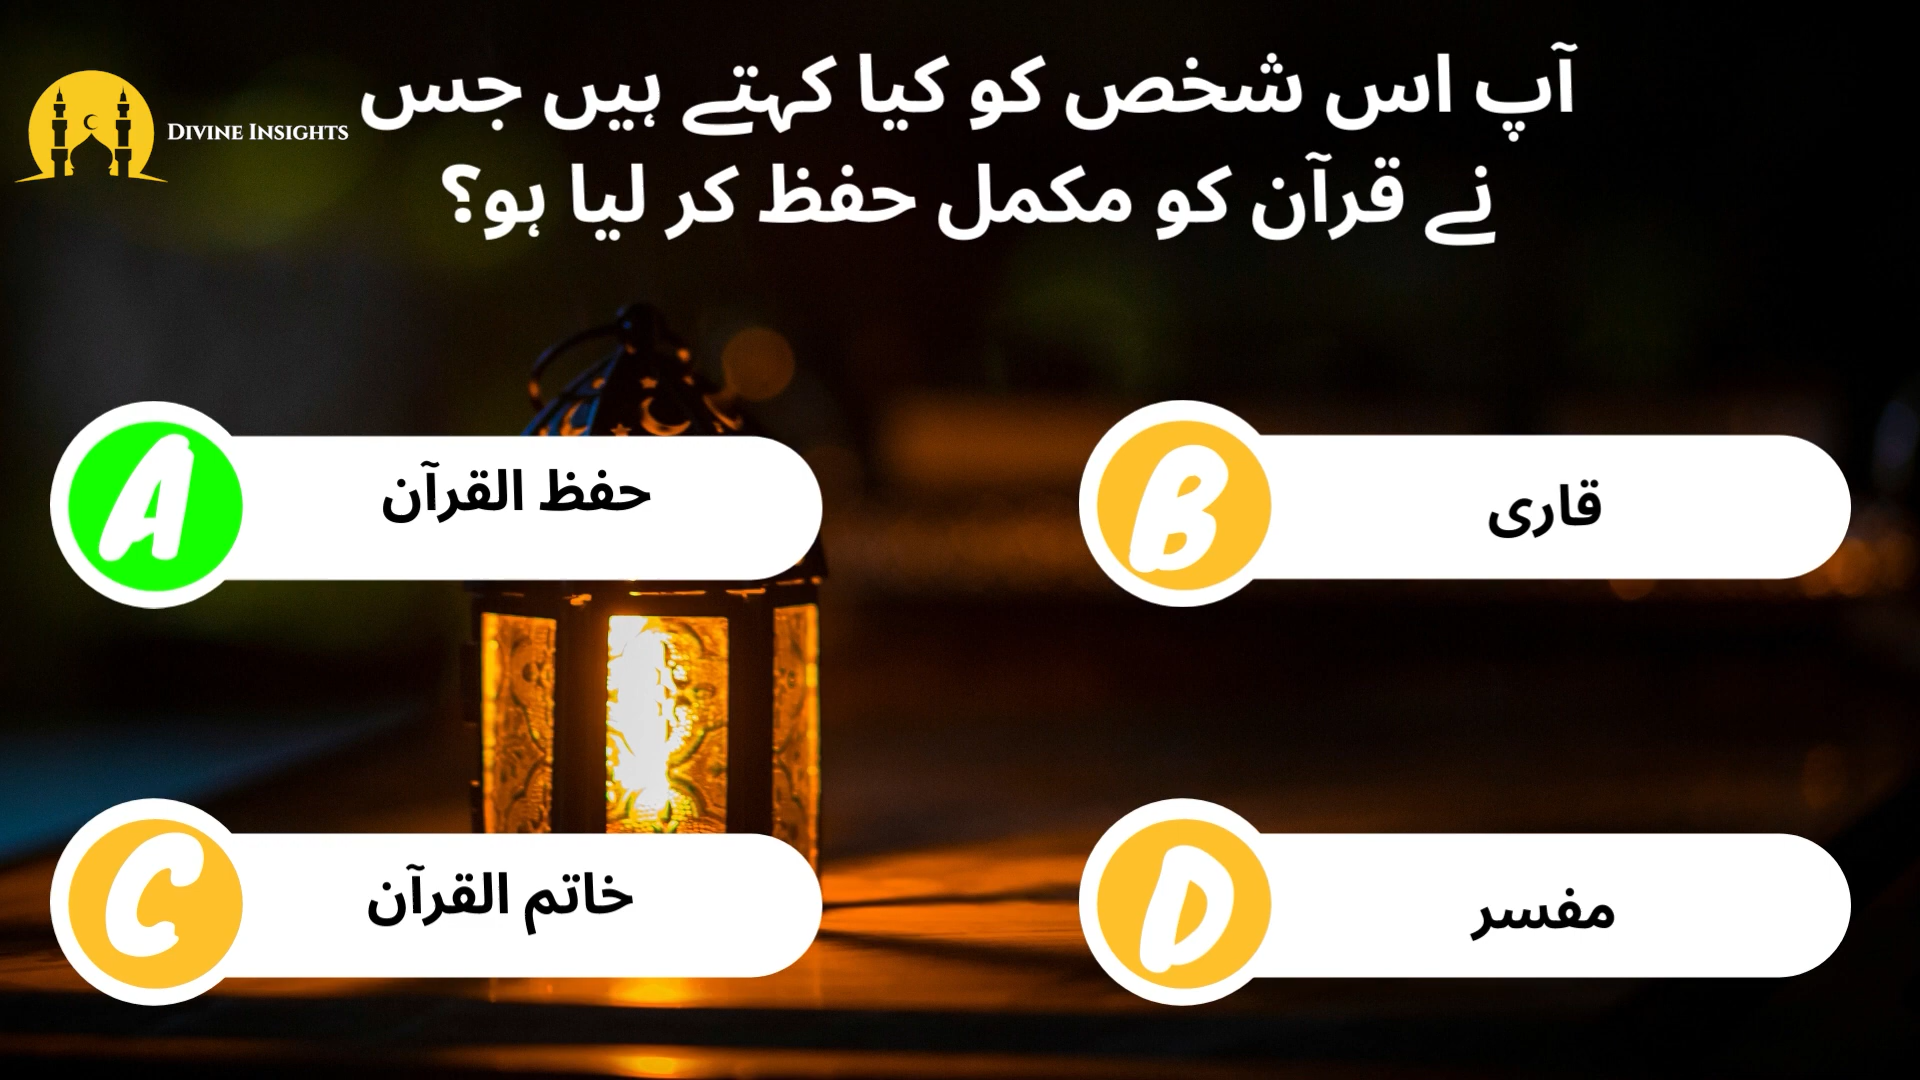 DIVINE INSIGHTS
آپ اس شخص کو کیا کہتے ہیں جس
نے قرآن کو مکمل حفظ کر لیا ہو؟
A
حفظ القرآن
B
قاری
C
خاتم القرآن
D
مفسر